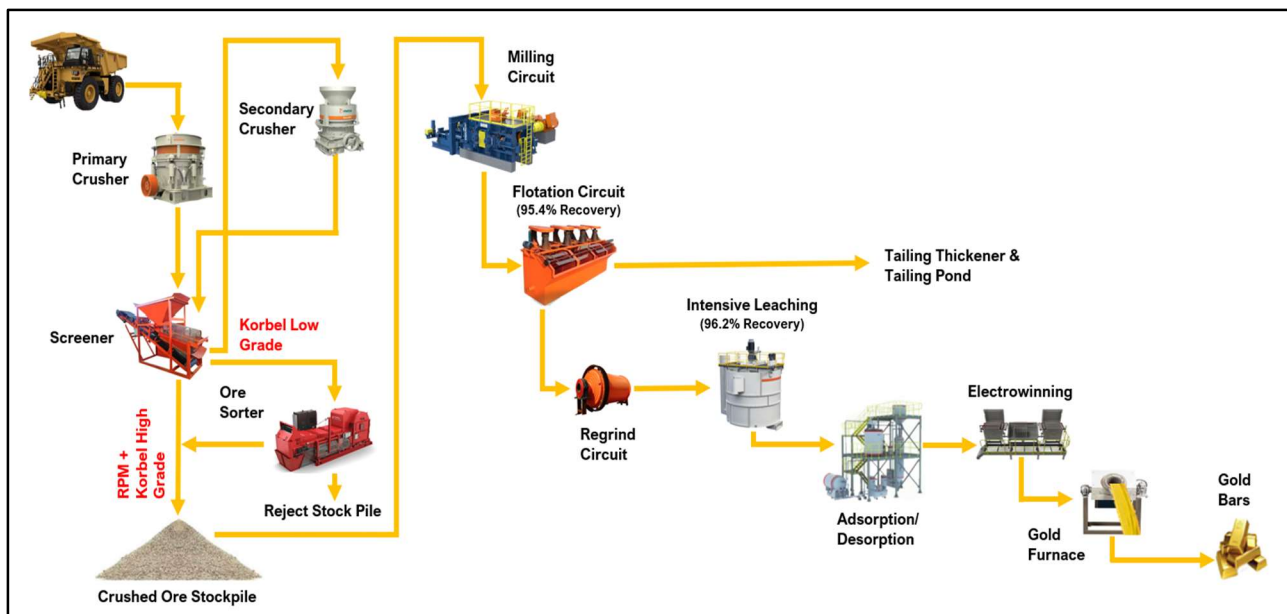 Milling
Circuit
Secondary
Crusher
Primary
Crusher
Flotation Circuit
(95.4% Recovery)
Tailing Thickener &
Tailing Pond
Intensive Leaching
(96.2% Recovery)
Screener
Korbel Low
Grade
Ore
Sorter
Electrowinning
Regrind
Circuit
RPM +
Korbel High
Grade
Reject Stock Pile
Adsorption/
Desorption
Gold
Furnace
Gold
Bars
Crushed Ore Stockpile